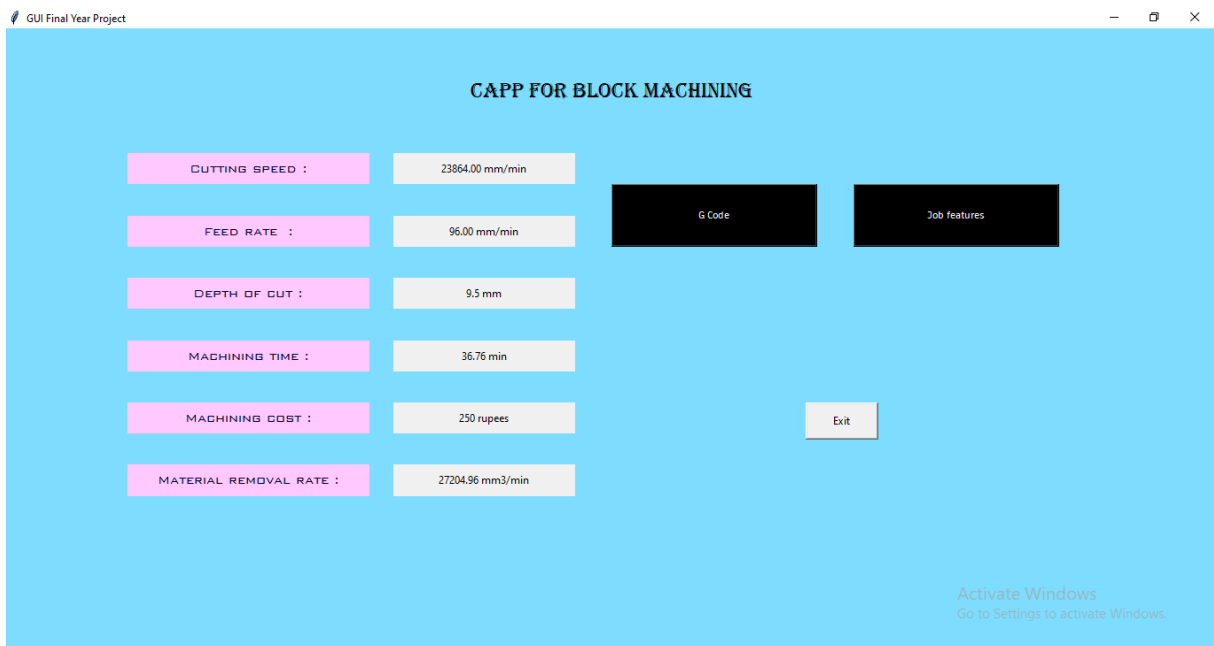 GUI Final Year Project
CAPP FOR BLOCK MACHINING
Cutting speed :
23864.00 mm/min
Feed rate :
96.00 mm/min
Depth of cut :
9.5 mm
Machining time :
36.76 min
Machining cost :
250 rupees
Material removal rate :
27204.96 mm3/min
G Code
Job features
Exit
Activate Windows
Go to Settings to activate Windows.